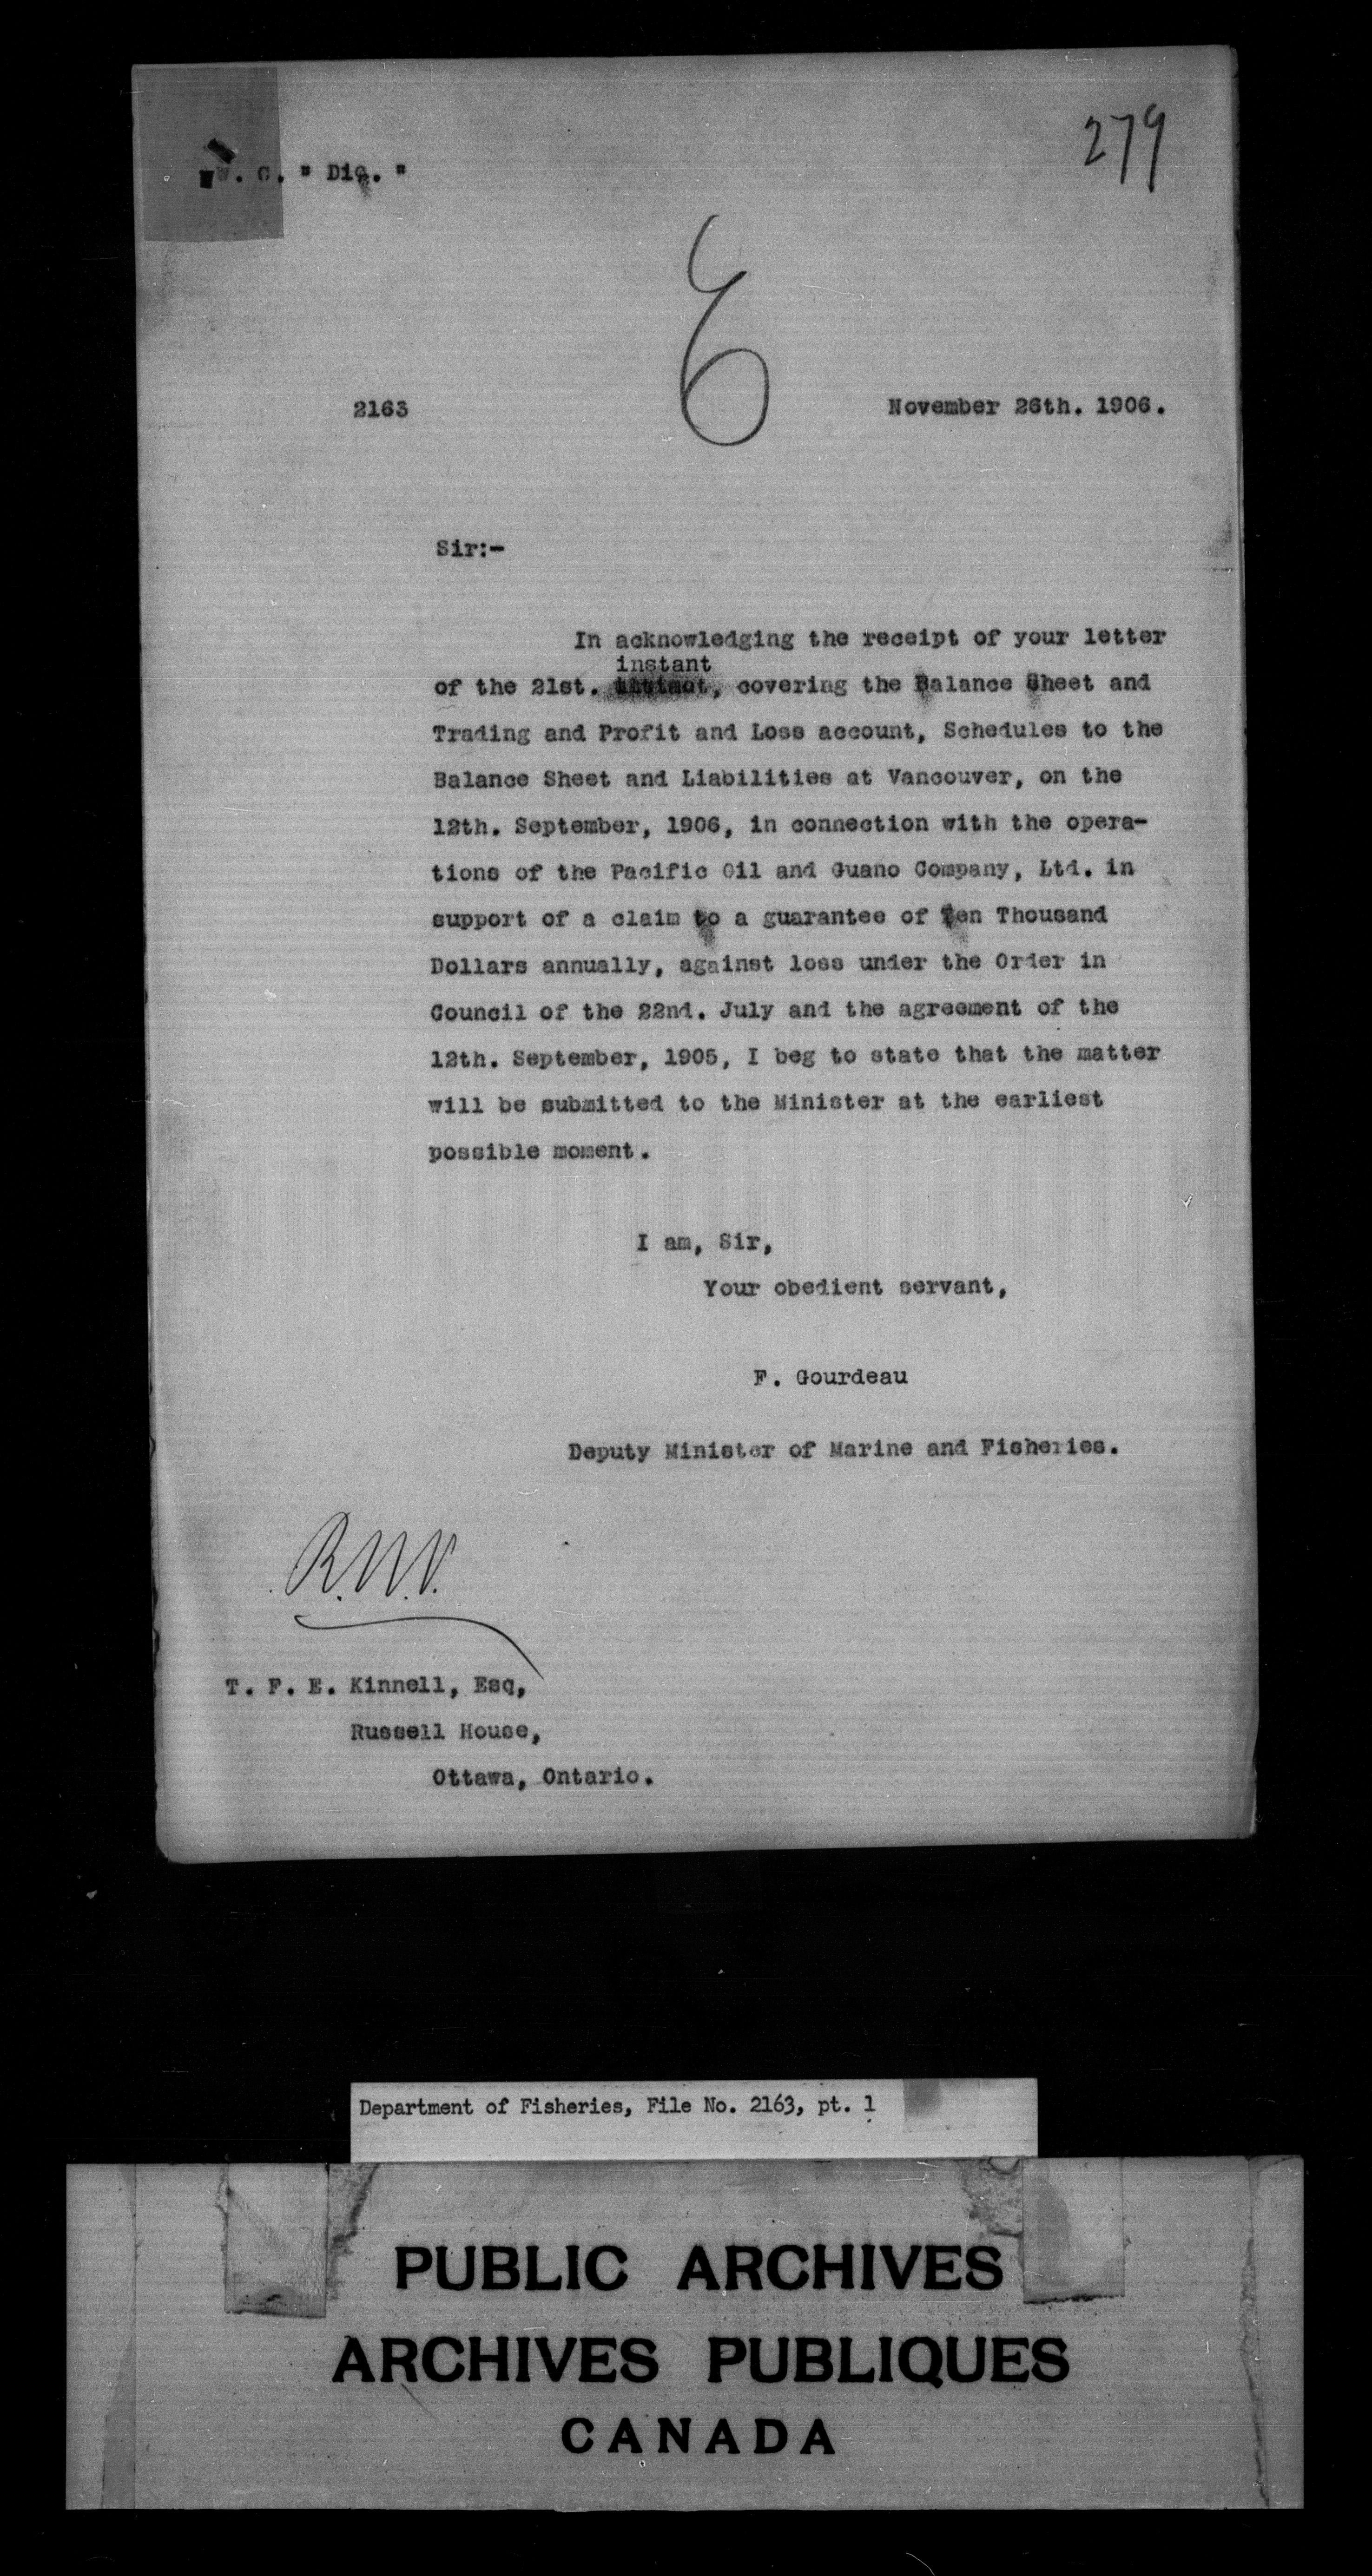 279
W. C. " Dic. "
E
2163
November 26th. 1906.
Sir:-
In acknowledging the receipt of your letter
instant
of the 21st. , covering the Balance Sheet and
Trading and Profit and Loss account, Schedules to the
Balance Sheet and Liabilities at Vancouver, on the
12th. September, 1906, in connection with the opera-
tions of the Pacific Oil and Guano Company, Ltd. in
support of a claim to a guarantee of Ten Thousand
Dollars annually, against loss under the Order in
Council of the 22nd. July and the agreement of the
12th. September, 1905, I beg to state that the matter
will be submitted to the Minister at the earliest
possible moment.
I am, Sir,
Your obedient servant,
F. Gourdeau
Deputy Minister of Marine and Fisheries.
T. F. E. Kinnell, Esq,
Russell House,
Ottawa, Ontario.
Department of Fisheries, File No. 2163, pt. 1
PUBLIC ARCHIVES
ARCHIVES PUBLIQUES
CANADA